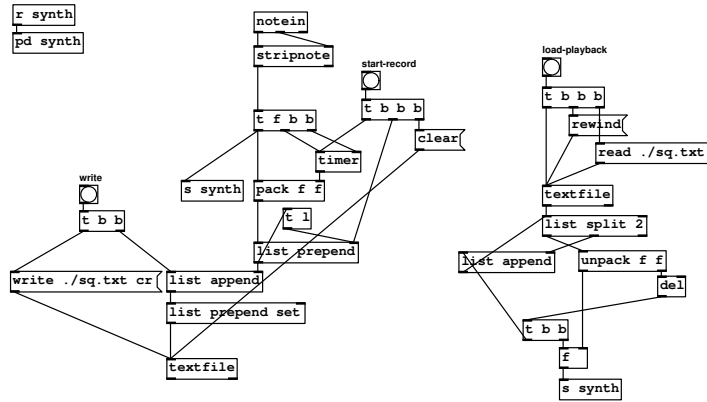 r synth
pd synth
notein
stripnote
start-record
load-playback
t b b b
t b b b
t f b b
rewind
clear
timer
read ./sq.txt
write
s synth
pack f f
textfile
t b b
t l
list split 2
list prepend
list append
unpack f f
write ./sq.txt cr
list append
del
list prepend set
t b b
f
textfile
s synth